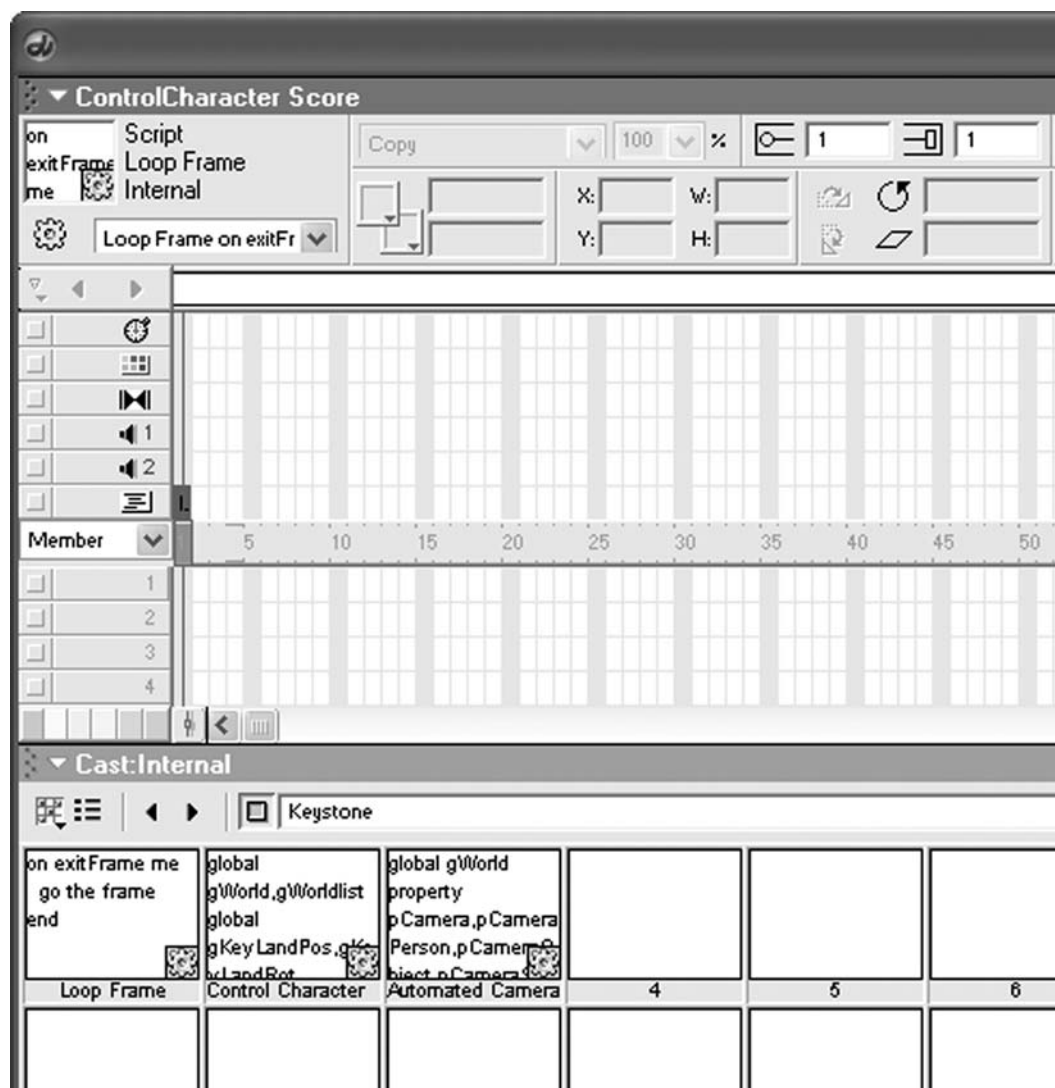 ControlCharacter Score
on
exitFrame
me
Script
Loop Frame
Internal
Copy
100 %
1
1
Loop Frame on exitFr
X:
W:
Y:
H:
1
2
Member
5 10 15 20 25 30 35 40 45 50
1
2
3
4
Cast:Internal
Keystone
on exitFrame me
go the frame
end
Loop Frame
global
gWorld,gWorldlist
global
gKeyLandPos,
Control Character
global gWorld
property
pCamera,pCamera
Person,
Automated Camera
4
5
6